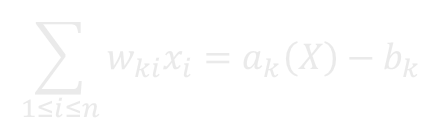 ∑_{1≤i≤n} w_{ki}x_i = a_k(X) − b_k